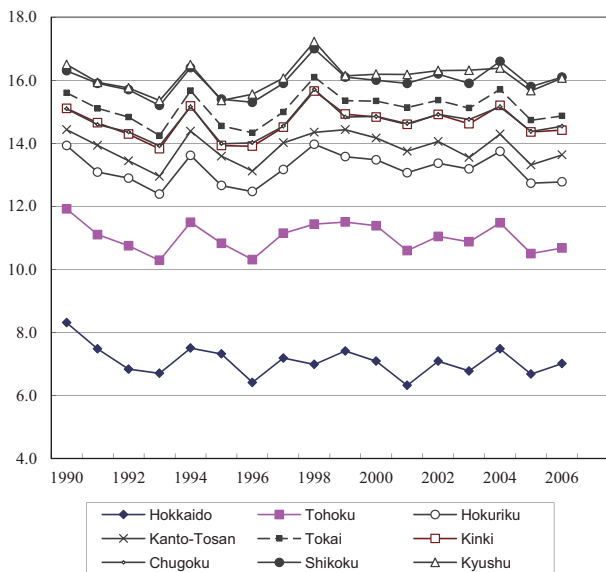 18.0
16.0
14.0
12.0
10.0
8.0
6.0
4.0
1990 1992 1994 1996 1998 2000 2002 2004 2006
Hokkaido Tohoku Hokuriku
Kanto-Tosan Tokai Kinki
Chugoku Shikoku Kyushu